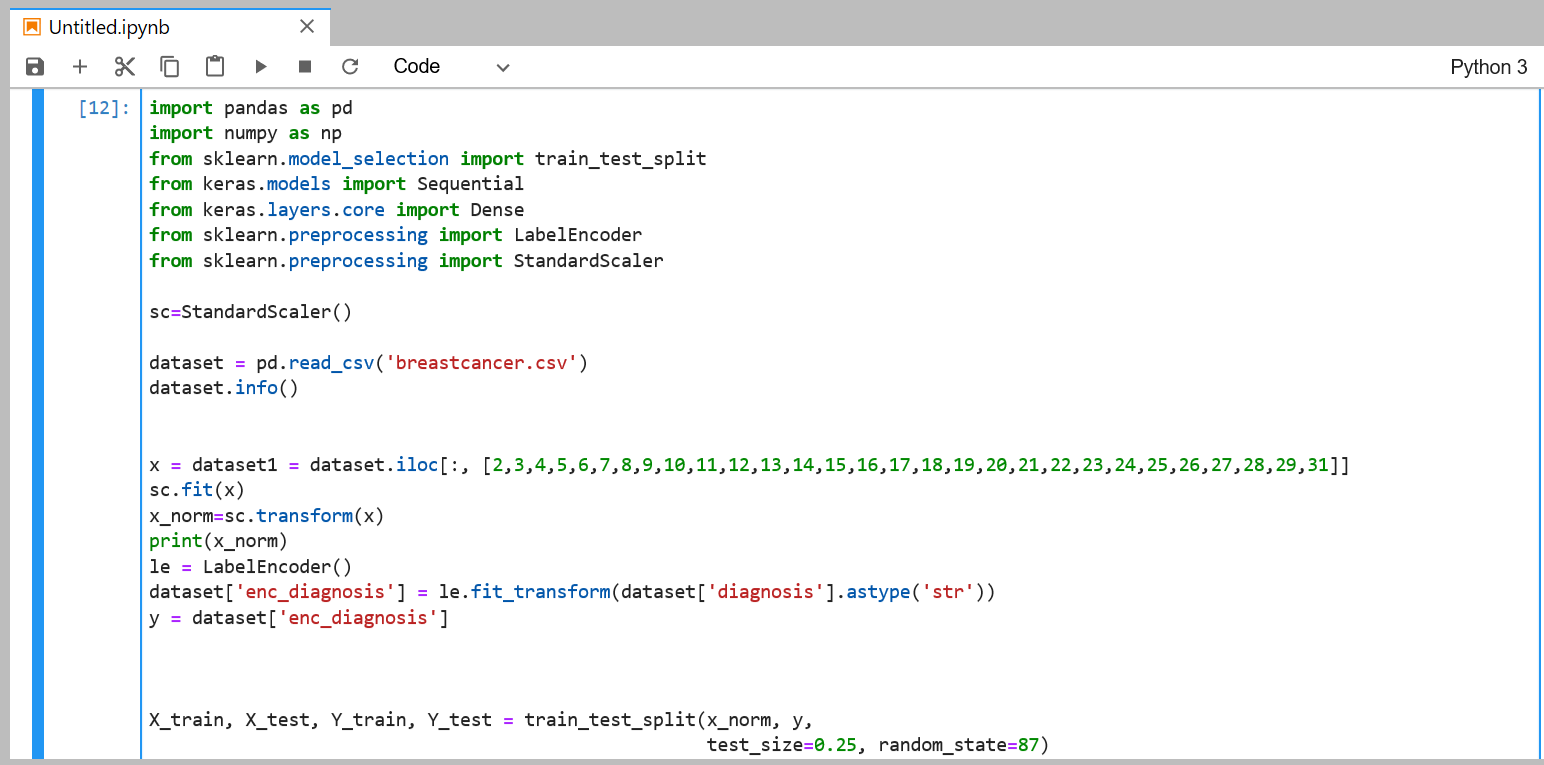 Untitled.ipynb
Code
Python 3
[12]:
import pandas as pd
import numpy as np
from sklearn.model_selection import train_test_split
from keras.models import Sequential
from keras.layers.core import Dense
from sklearn.preprocessing import LabelEncoder
from sklearn.preprocessing import StandardScaler
sc=StandardScaler()
dataset = pd.read_csv('breastcancer.csv')
dataset.info()
x = dataset1 = dataset.iloc[:, [2,3,4,5,6,7,8,9,10,11,12,13,14,15,16,17,18,19,20,21,22,23,24,25,26,27,28,29,31]]
sc.fit(x)
x_norm=sc.transform(x)
print(x_norm)
le = LabelEncoder()
dataset['enc_diagnosis'] = le.fit_transform(dataset['diagnosis'].astype('str'))
y = dataset['enc_diagnosis']
X_train, X_test, Y_train, Y_test = train_test_split(x_norm, y,
test_size=0.25, random_state=87)